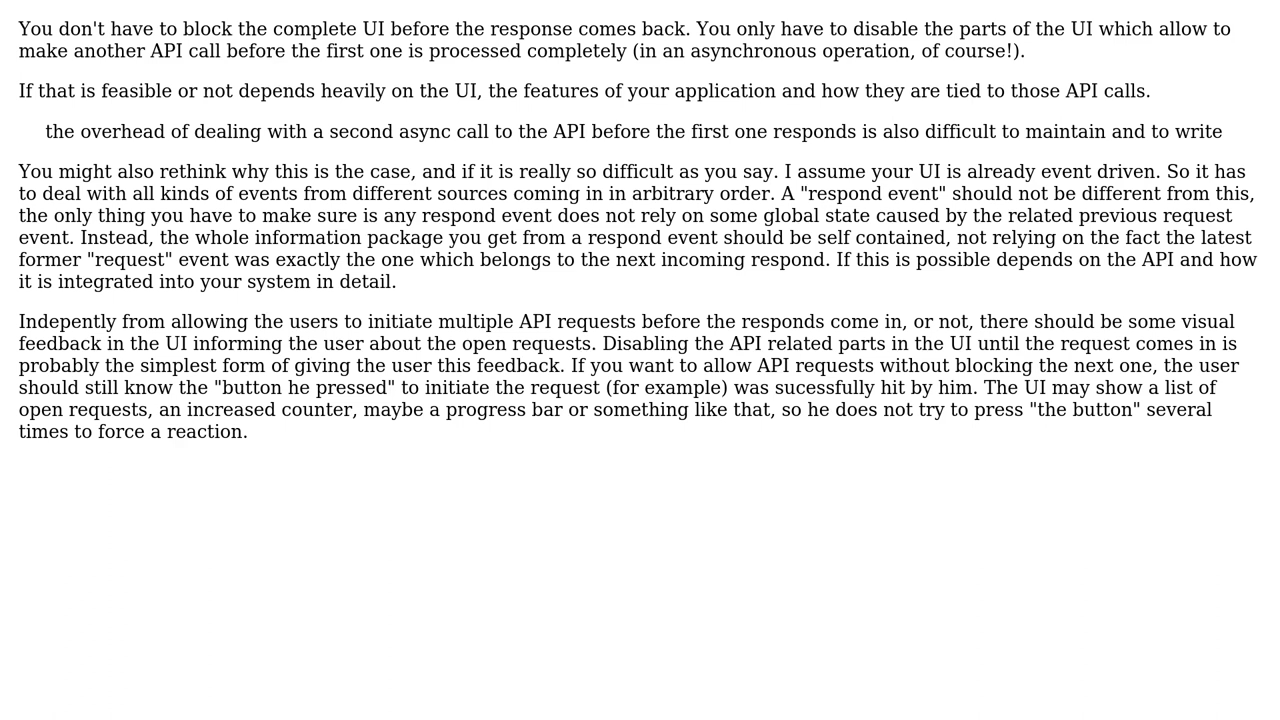 You don't have to block the complete UI before the response comes back. You only have to disable the parts of the UI which allow to
make another API call before the first one is processed completely (in an asynchronous operation, of course!).
If that is feasible or not depends heavily on the UI, the features of your application and how they are tied to those API calls.
the overhead of dealing with a second async call to the API before the first one responds is also difficult to maintain and to write
You might also rethink why this is the case, and if it is really so difficult as you say. I assume your UI is already event driven. So it has
to deal with all kinds of events from different sources coming in in arbitrary order. A "respond event" should not be different from this,
the only thing you have to make sure is any respond event does not rely on some global state caused by the related previous request
event. Instead, the whole information package you get from a respond event should be self contained, not relying on the fact the latest
former "request" event was exactly the one which belongs to the next incoming respond. If this is possible depends on the API and how
it is integrated into your system in detail.
Indepently from allowing the users to initiate multiple API requests before the responds come in, or not, there should be some visual
feedback in the UI informing the user about the open requests. Disabling the API related parts in the UI until the request comes in is
probably the simplest form of giving the user this feedback. If you want to allow API requests without blocking the next one, the user
should still know the "button he pressed" to initiate the request (for example) was sucessfully hit by him. The UI may show a list of
open requests, an increased counter, maybe a progress bar or something like that, so he does not try to press "the button" several
times to force a reaction.